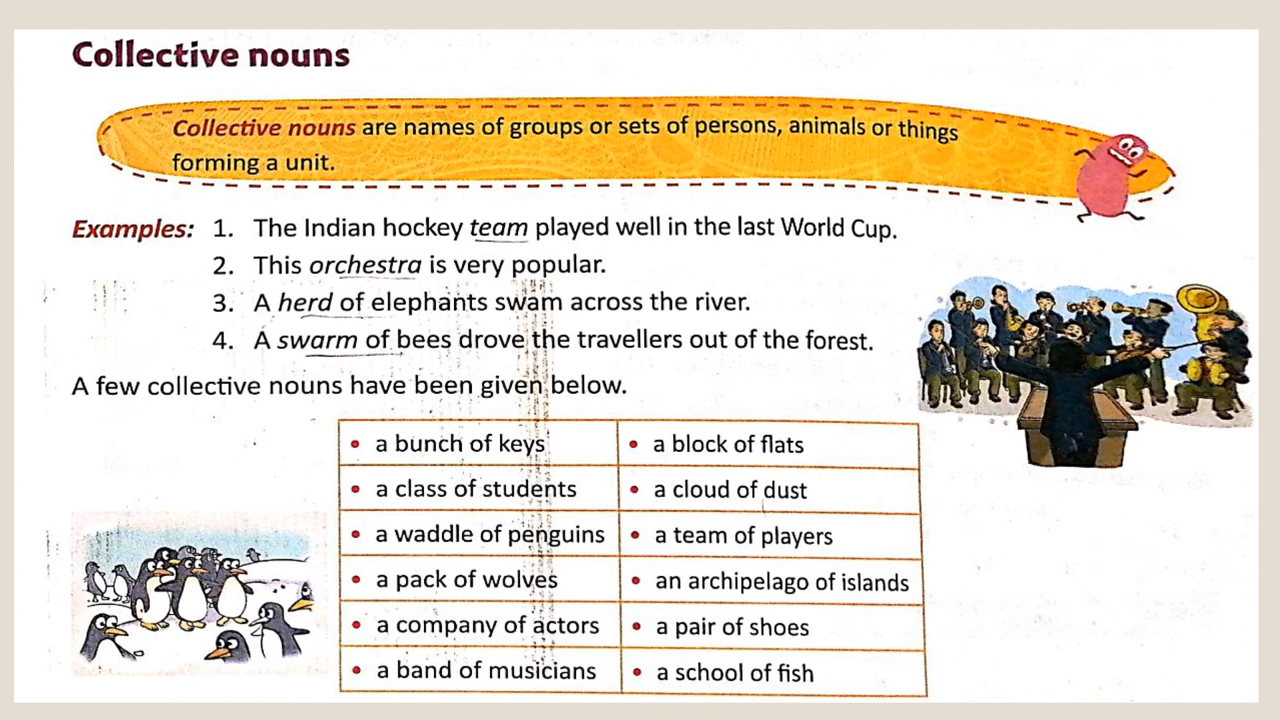 Collective nouns
Collective nouns are names of groups or sets of persons, animals or things
forming a unit.
Examples: 1. The Indian hockey team played well in the last World Cup.
2. This orchestra is very popular.
3. A herd of elephants swam across the river.
4. A swarm of bees drove the travellers out of the forest.
A few collective nouns have been given below.
• a bunch of keys • a block of flats
• a class of students • a cloud of dust
• a waddle of penguins • a team of players
• a pack of wolves • an archipelago of islands
• a company of actors • a pair of shoes
• a band of musicians • a school of fish